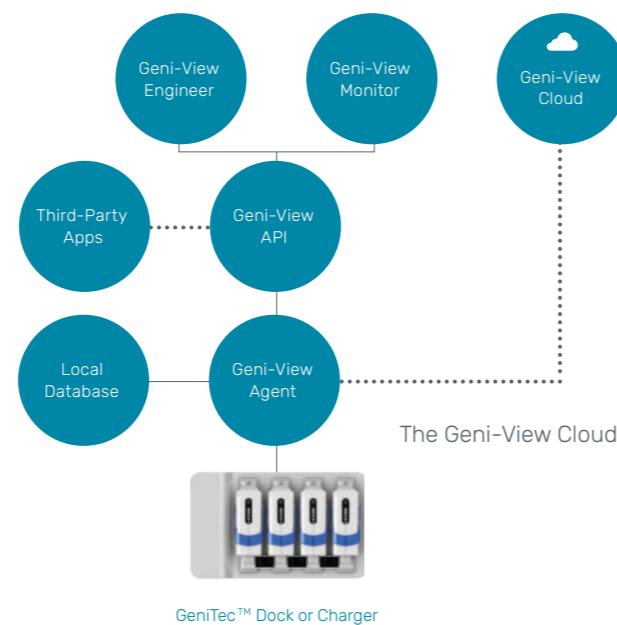 Geni-View
Engineer
Geni-View
Monitor
Geni-View
Cloud
Third-Party
Apps
Geni-View
API
Local
Database
Geni-View
Agent
The Geni-View Cloud
GeniTec™ Dock or Charger